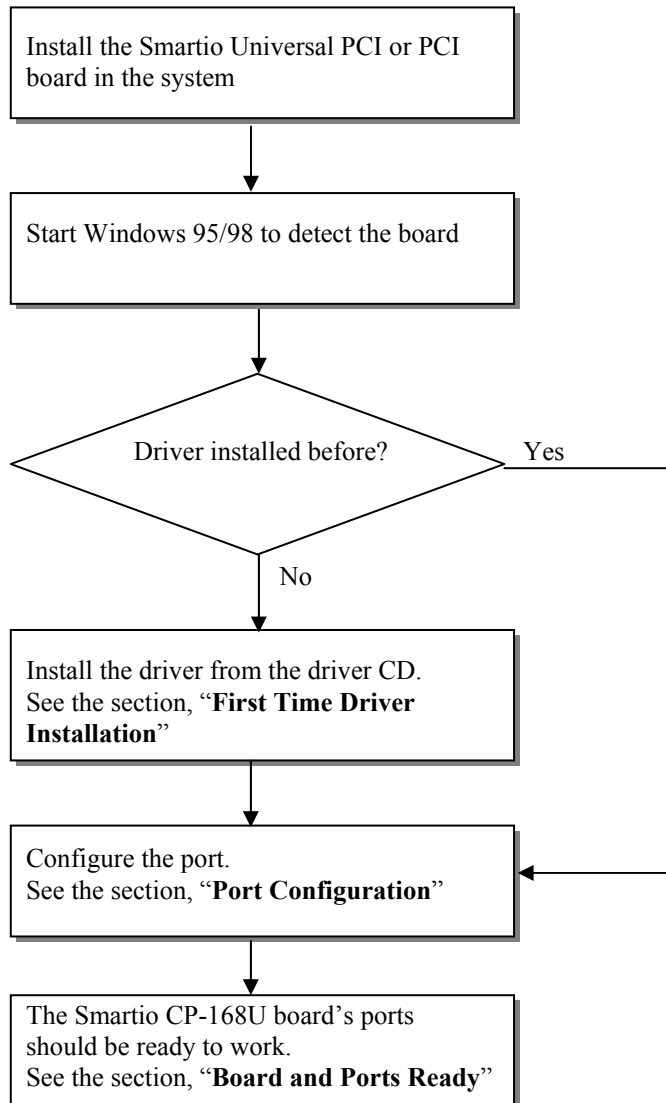 Install the Smartio Universal PCI or PCI
board in the system
Start Windows 95/98 to detect the board
Driver installed before?
Yes
No
Install the driver from the driver CD.
See the section, “First Time Driver
Installation”
Configure the port.
See the section, “Port Configuration”
The Smartio CP-168U board’s ports
should be ready to work.
See the section, “Board and Ports Ready”